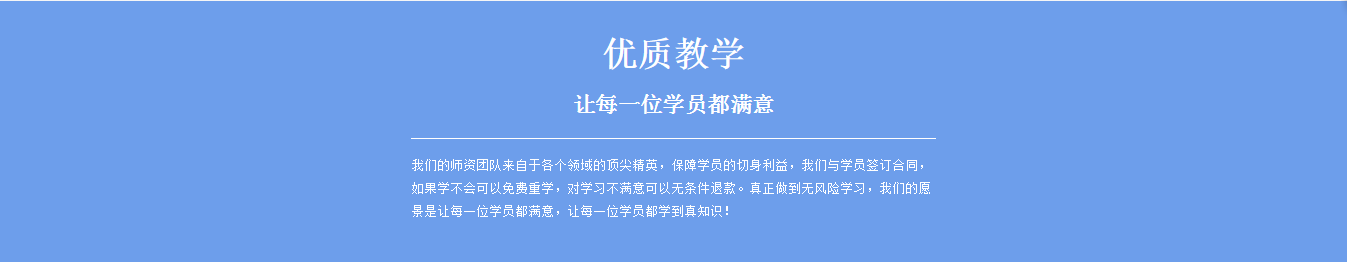 优质教学
让每一位学员都满意
我们的师资团队来自于各个领域的顶尖精英，保障学员的切身利益，我们与学员签订合同，
如果学不会可以免费重学，对学习不满意可以无条件退款。真正做到无风险学习，我们的愿
景是让每一位学员都满意，让每一位学员都学到真知识！